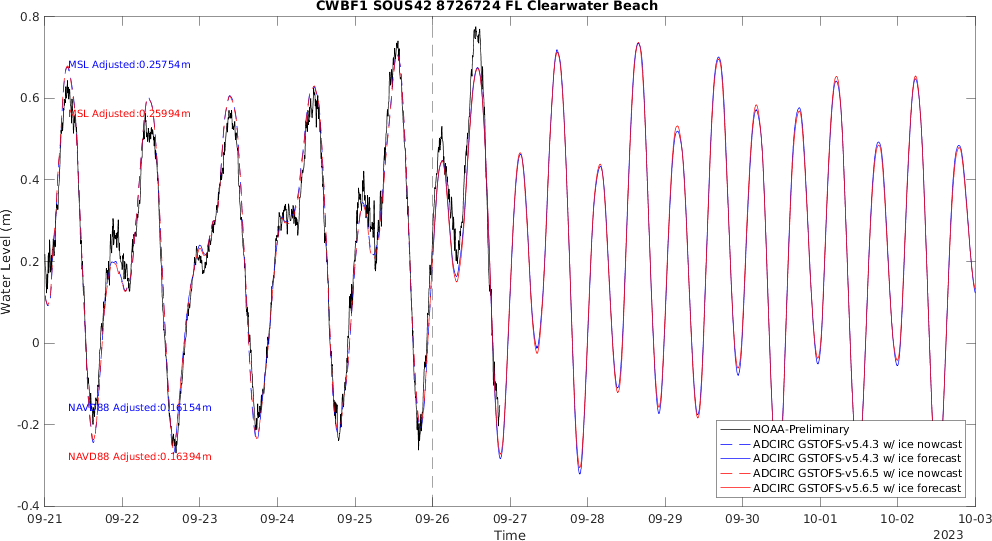 CWBF1 SOUS42 8726724 FL Clearwater Beach
Water Level (m)
0.8
0.6
0.4
0.2
0
-0.2
-0.4
MSL Adjusted:0.25754m
MSL Adjusted:0.25994m
NAVD88 Adjusted:0.16154m
NAVD88 Adjusted:0.16394m
NOAA-Preliminary
ADCIRC GSTOFS-v5.4.3 w/ ice nowcast
ADCIRC GSTOFS-v5.4.3 w/ ice forecast
ADCIRC GSTOFS-v5.6.5 w/ ice nowcast
ADCIRC GSTOFS-v5.6.5 w/ ice forecast
09-21 09-22 09-23 09-24 09-25 09-26 09-27 09-28 09-29 09-30 10-01 10-02 10-03
Time
2023